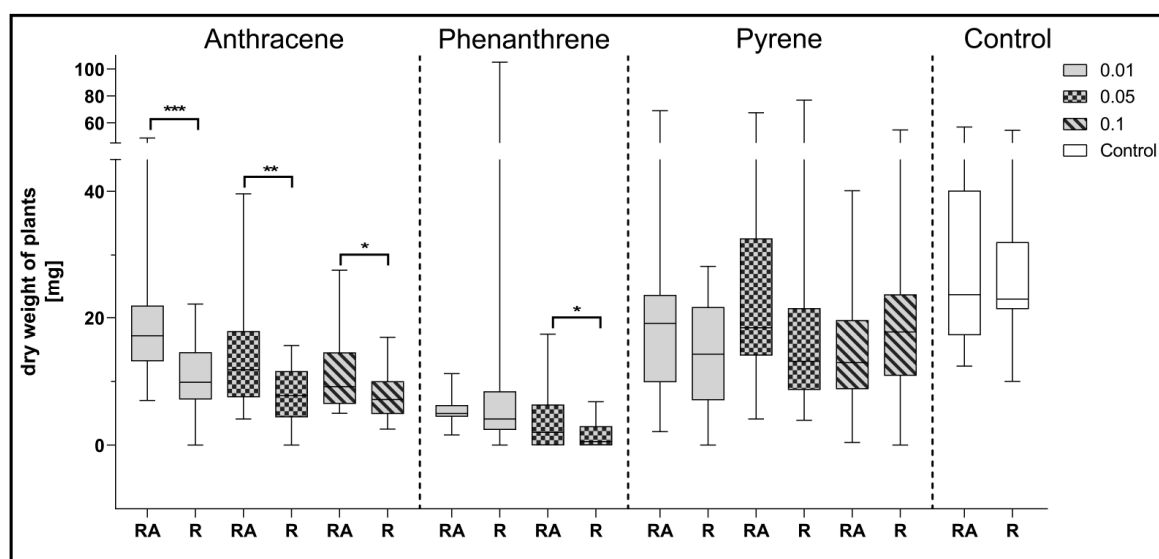 Anthracene Phenanthrene Pyrene Control
100
80
60
40
20
0
dry weight of plants
[mg]
***
**
*
*
0.01
0.05
0.1
Control
RA R RA R RA R RA R RA R RA R RA R RA R RA R